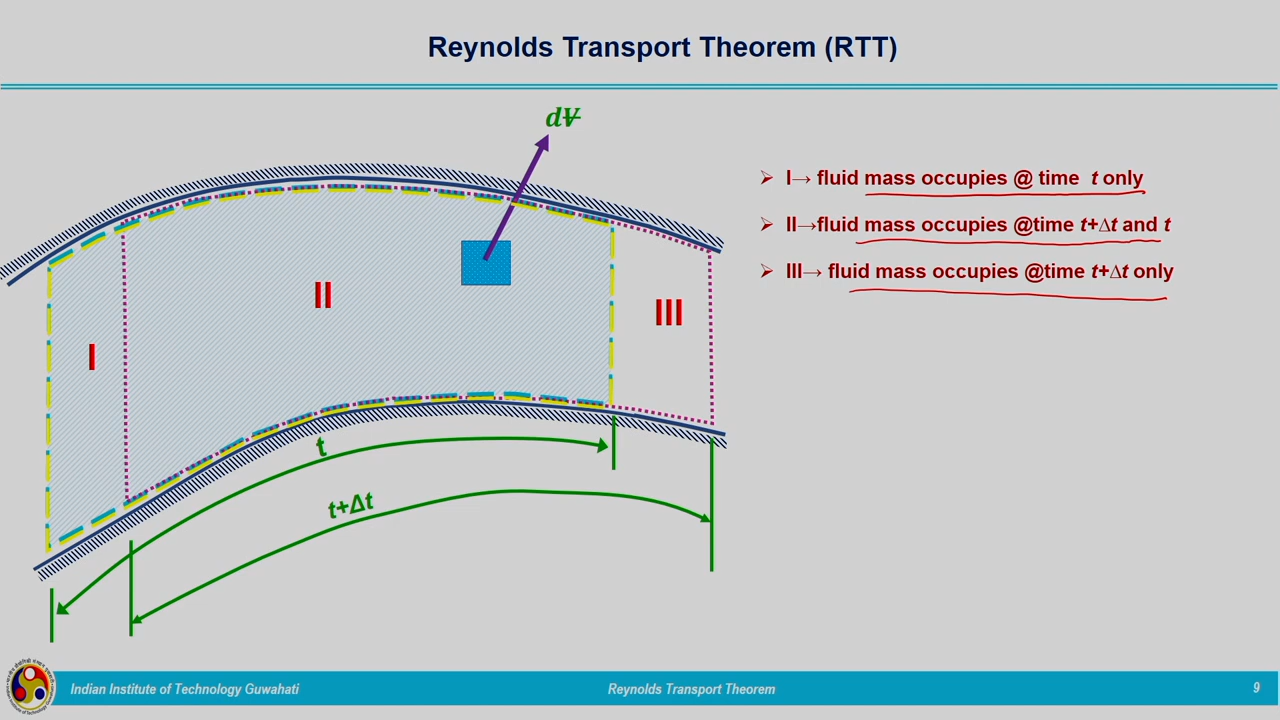 Reynolds Transport Theorem (RTT)
dV̶
➢ I→ fluid mass occupies @ time t only
➢ II→fluid mass occupies @time t+Δt and t
➢ III→ fluid mass occupies @time t+Δt only
I
II
III
t
t+Δt
Indian Institute of Technology Guwahati
Reynolds Transport Theorem
9